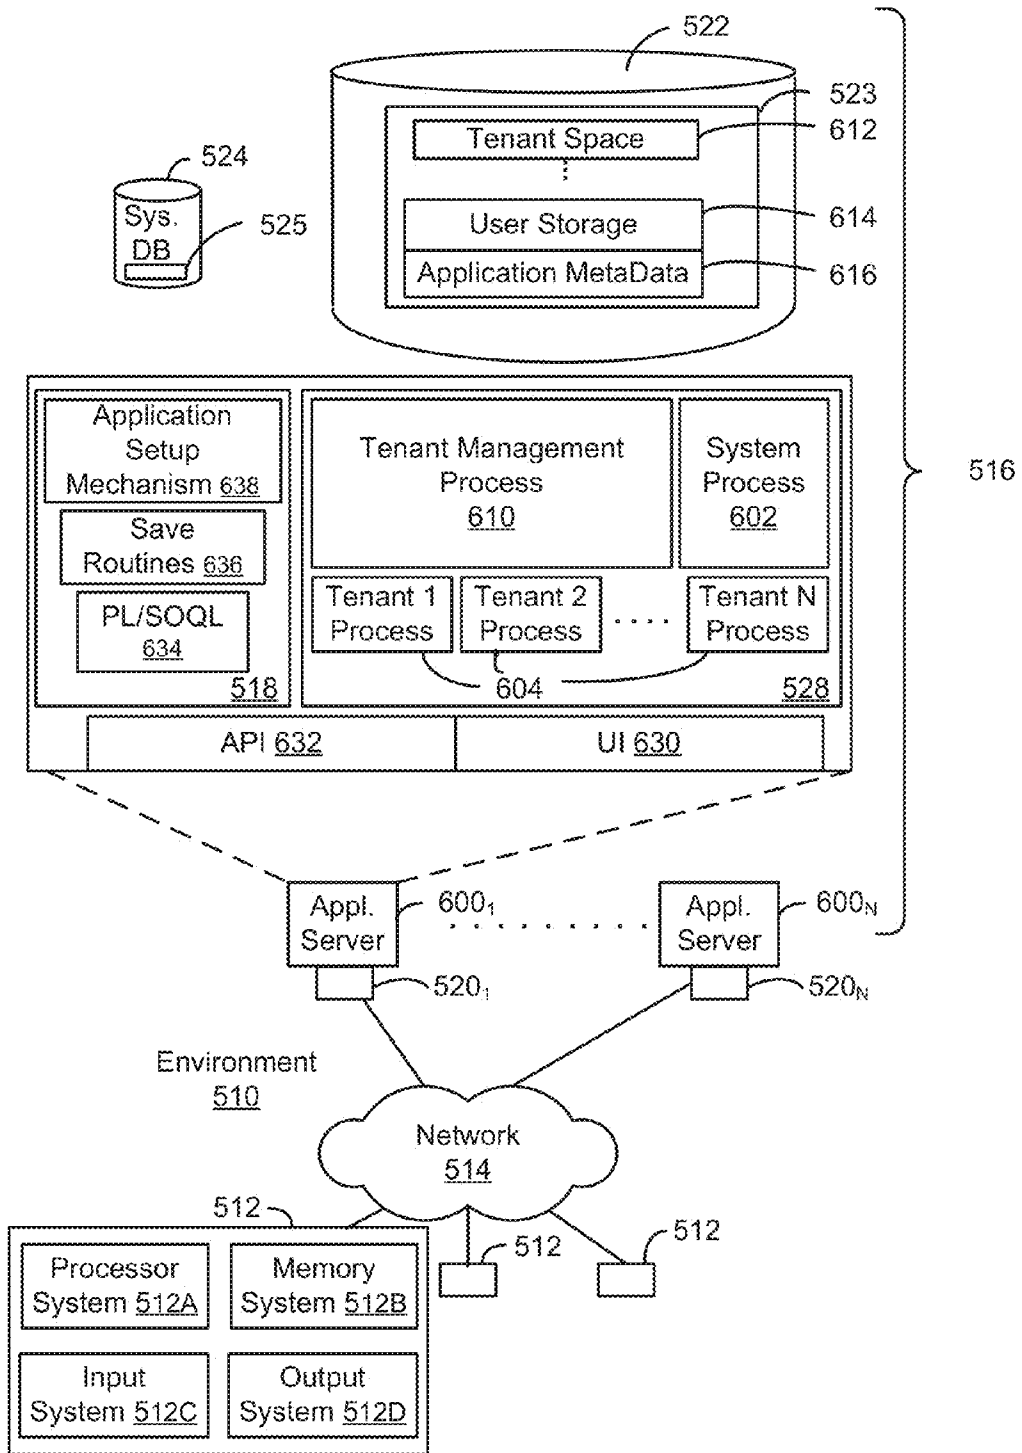 522
523
Tenant Space
612
524
Sys.
DB
525
User Storage
614
Application MetaData
616
Application
Setup
Mechanism 638
Tenant Management
Process
610
System
Process
602
516
Save
Routines 636
PL/SOQL
634
Tenant 1
Process
Tenant 2
Process
Tenant N
Process
518
604
528
API 632
UI 630
Appl.
Server
600₁
Appl.
Server
600N
520₁
520N
Environment
510
Network
514
512
512
512
Processor
System 512A
Memory
System 512B
Input
System 512C
Output
System 512D